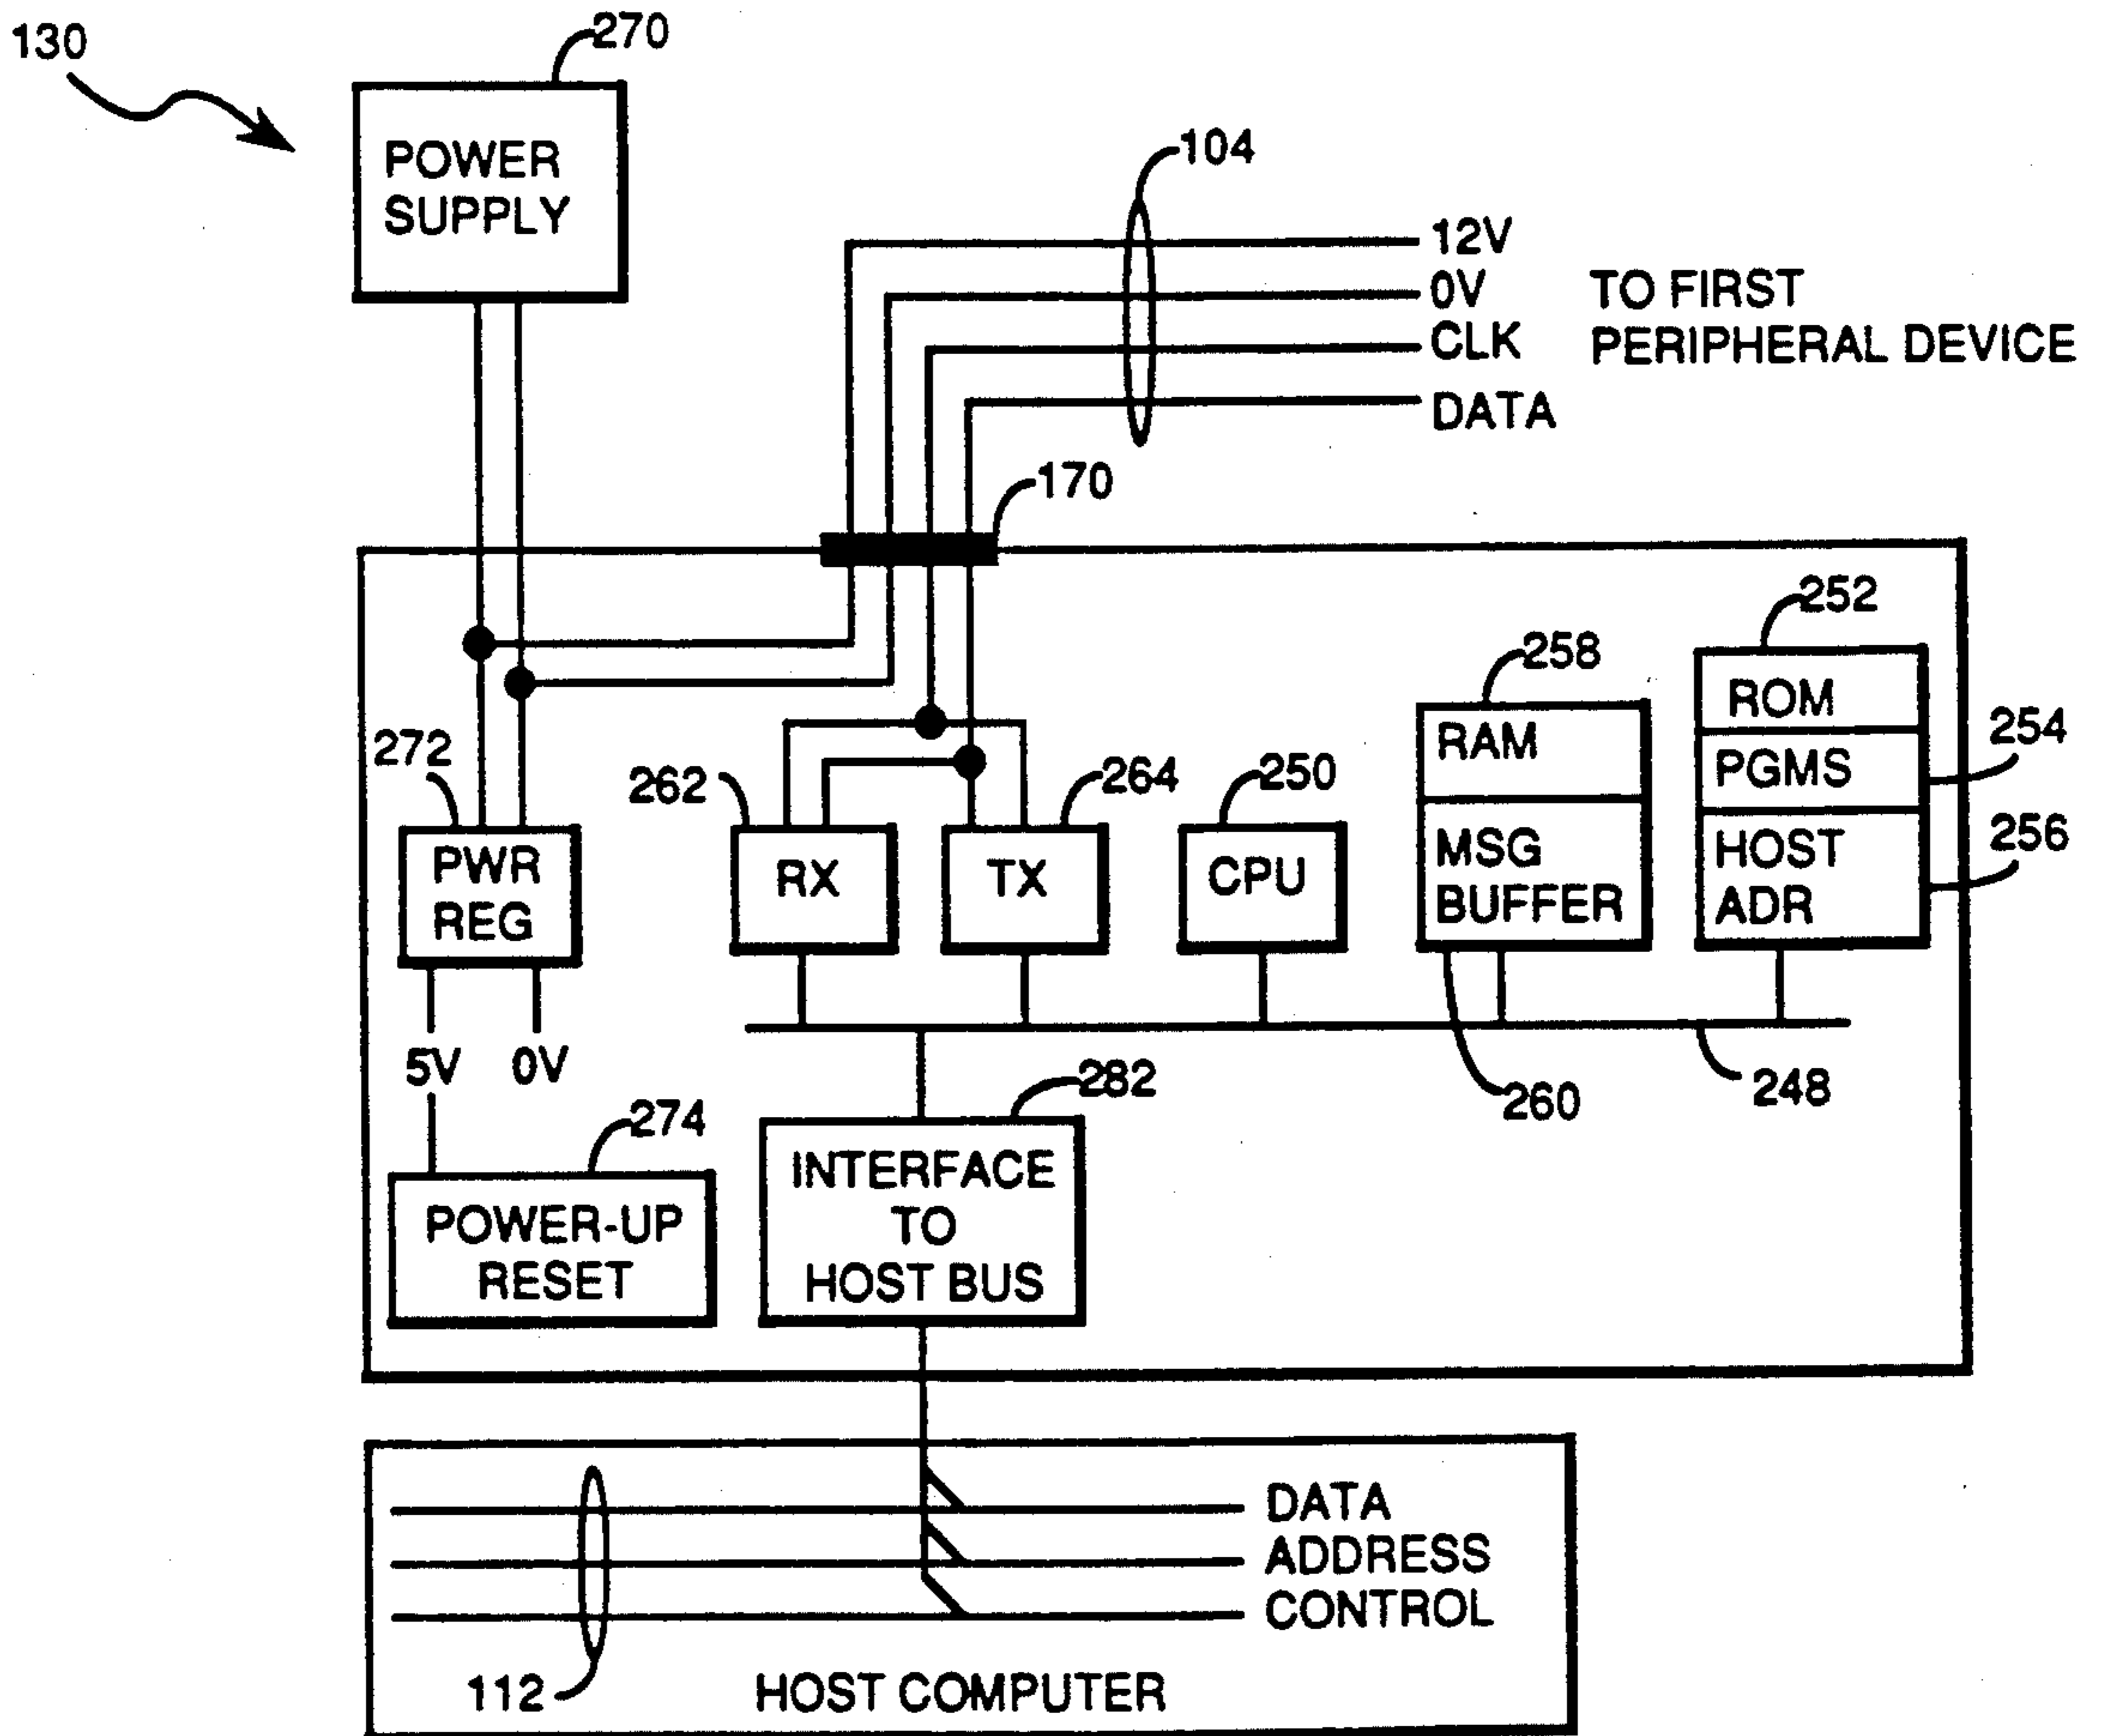 130
270
POWER
SUPPLY
104
12V
0V
CLK
DATA
TO FIRST
PERIPHERAL DEVICE
170
252
258
ROM
254
PGMS
RAM
272
262
264
250
256
PWR
REG
RX
TX
CPU
MSG
BUFFER
HOST
ADR
5V
0V
282
260
248
274
INTERFACE
TO
HOST BUS
POWER-UP
RESET
DATA
ADDRESS
CONTROL
112
HOST COMPUTER